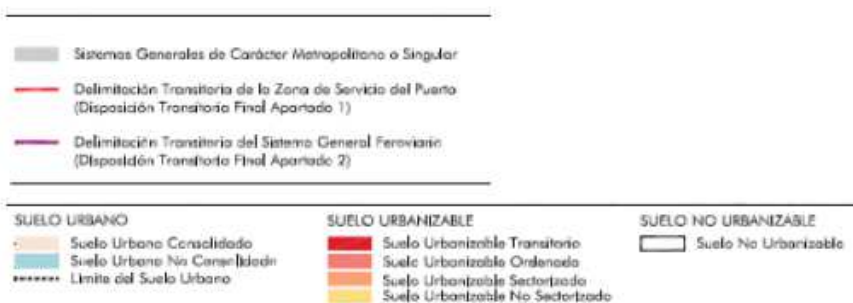 Sistemas Generales de Carácter Metropolitano o Singular
Delimitación Transitoria de la Zona de Servicio del Puerto
(Disposición Transitoria Final Apartado 1)
Delimitación Transitoria del Sistema General Ferroviario
(Disposición Transitoria Final Apartado 2)
SUELO URBANO
Suelo Urbano Consolidado
Suelo Urbano No Consolidado
Limite del Suelo Urbano
SUELO URBANIZABLE
Suelo Urbanizable Transitorio
Suelo Urbanizable Ordenado
Suelo Urbanizable Sectorizado
Suelo Urbanizable No Sectorizado
SUELO NO URBANIZABLE
Suelo No Urbanizable